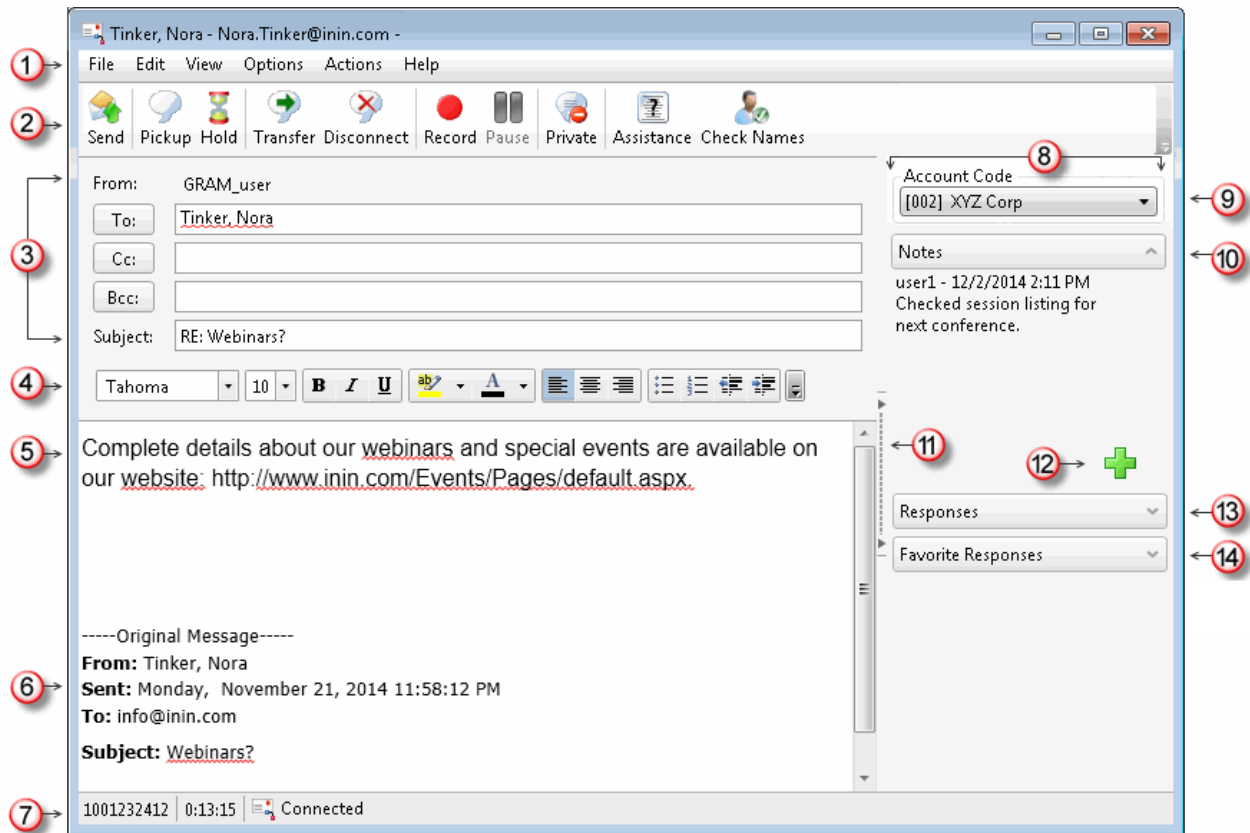 Tinker, Nora - Nora.Tinker@inin.com -
1
File Edit View Options Actions Help
2
Send Pickup Hold Transfer Disconnect Record Pause Private Assistance Check Names
8
3
From: GRAM_user
To: Tinker, Nora
Cc:
Bcc:
Subject: RE: Webinars?
Account Code
[002] XYZ Corp
9
Notes
10
user1 - 12/2/2014 2:11 PM
Checked session listing for
next conference.
4
Tahoma 10 B I U ab A
5
Complete details about our webinars and special events are available on
our website: http://www.inin.com/Events/Pages/default.aspx.
11
12
Responses
13
Favorite Responses
14
-----Original Message-----
From: Tinker, Nora
6
Sent: Monday, November 21, 2014 11:58:12 PM
To: info@inin.com
Subject: Webinars?
7
1001232412 0:13:15 Connected